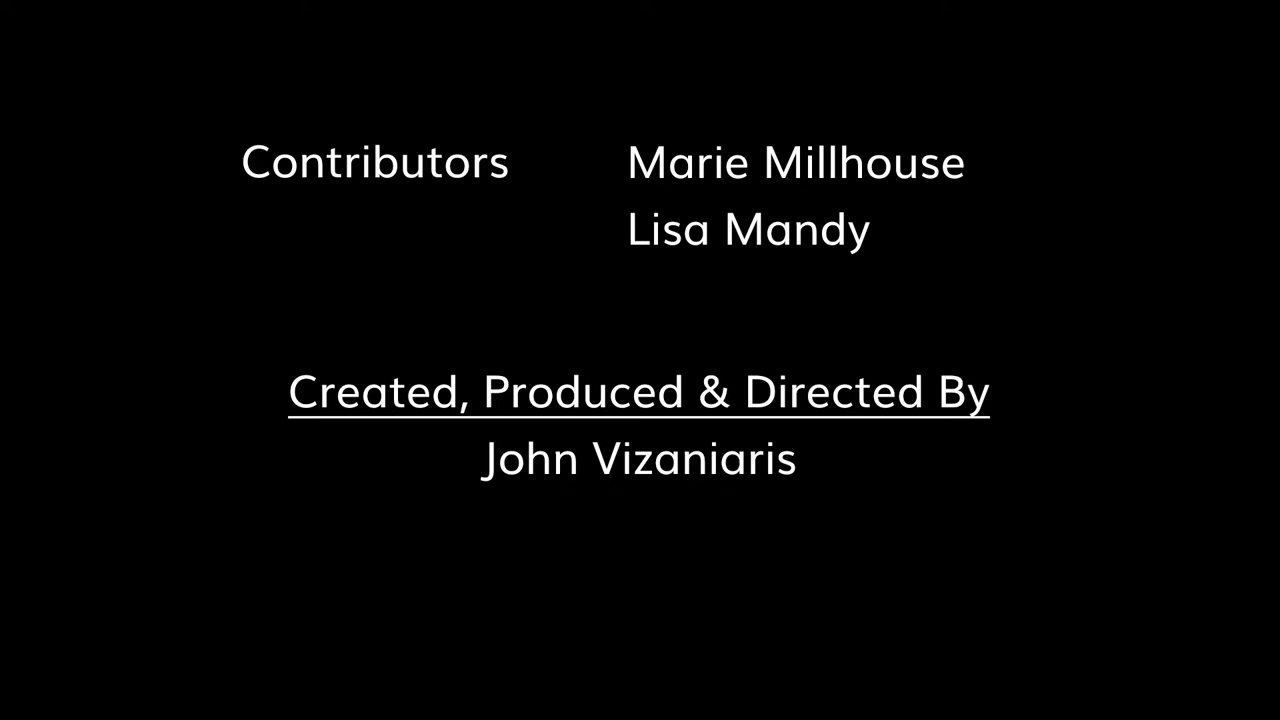 Contributors Marie Millhouse
Lisa Mandy
Created, Produced & Directed By
John Vizaniaris